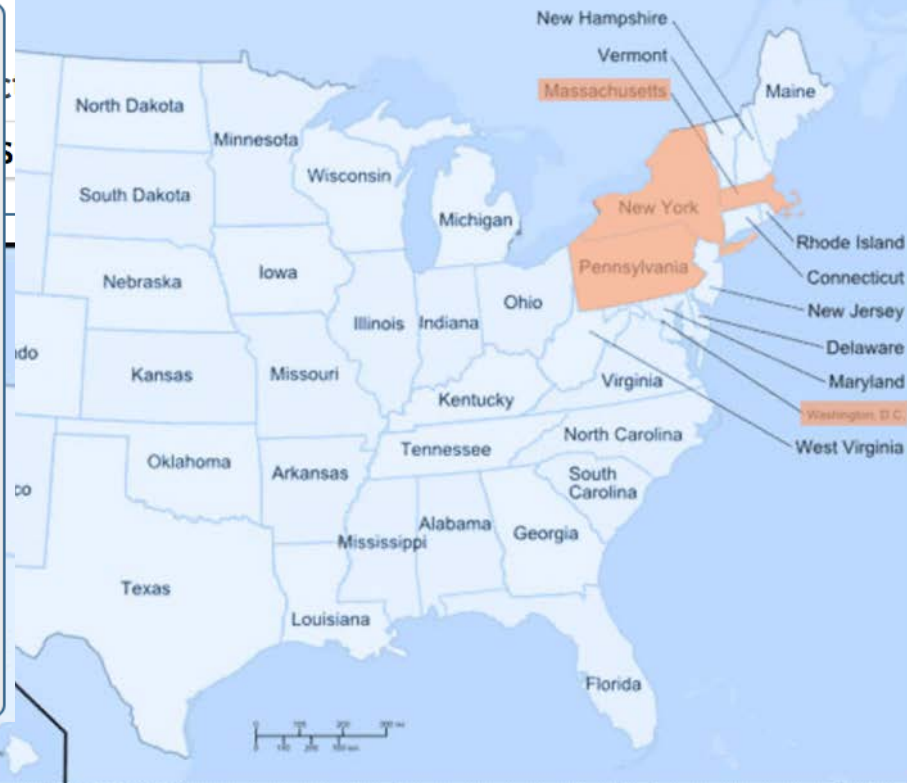 New Hampshire
Vermont
Massachusetts
Maine
North Dakota
Minnesota
Wisconsin
South Dakota
Michigan
New York
Rhode Island
Pennsylvania
Connecticut
Nebraska
Iowa
Ohio
New Jersey
Illinois
Indiana
Delaware
Kansas
Missouri
Virginia
Maryland
Kentucky
Washington, D.C.
North Carolina
West Virginia
Tennessee
Oklahoma
Arkansas
South
Carolina
Alabama
Georgia
Mississippi
Texas
Louisiana
Florida